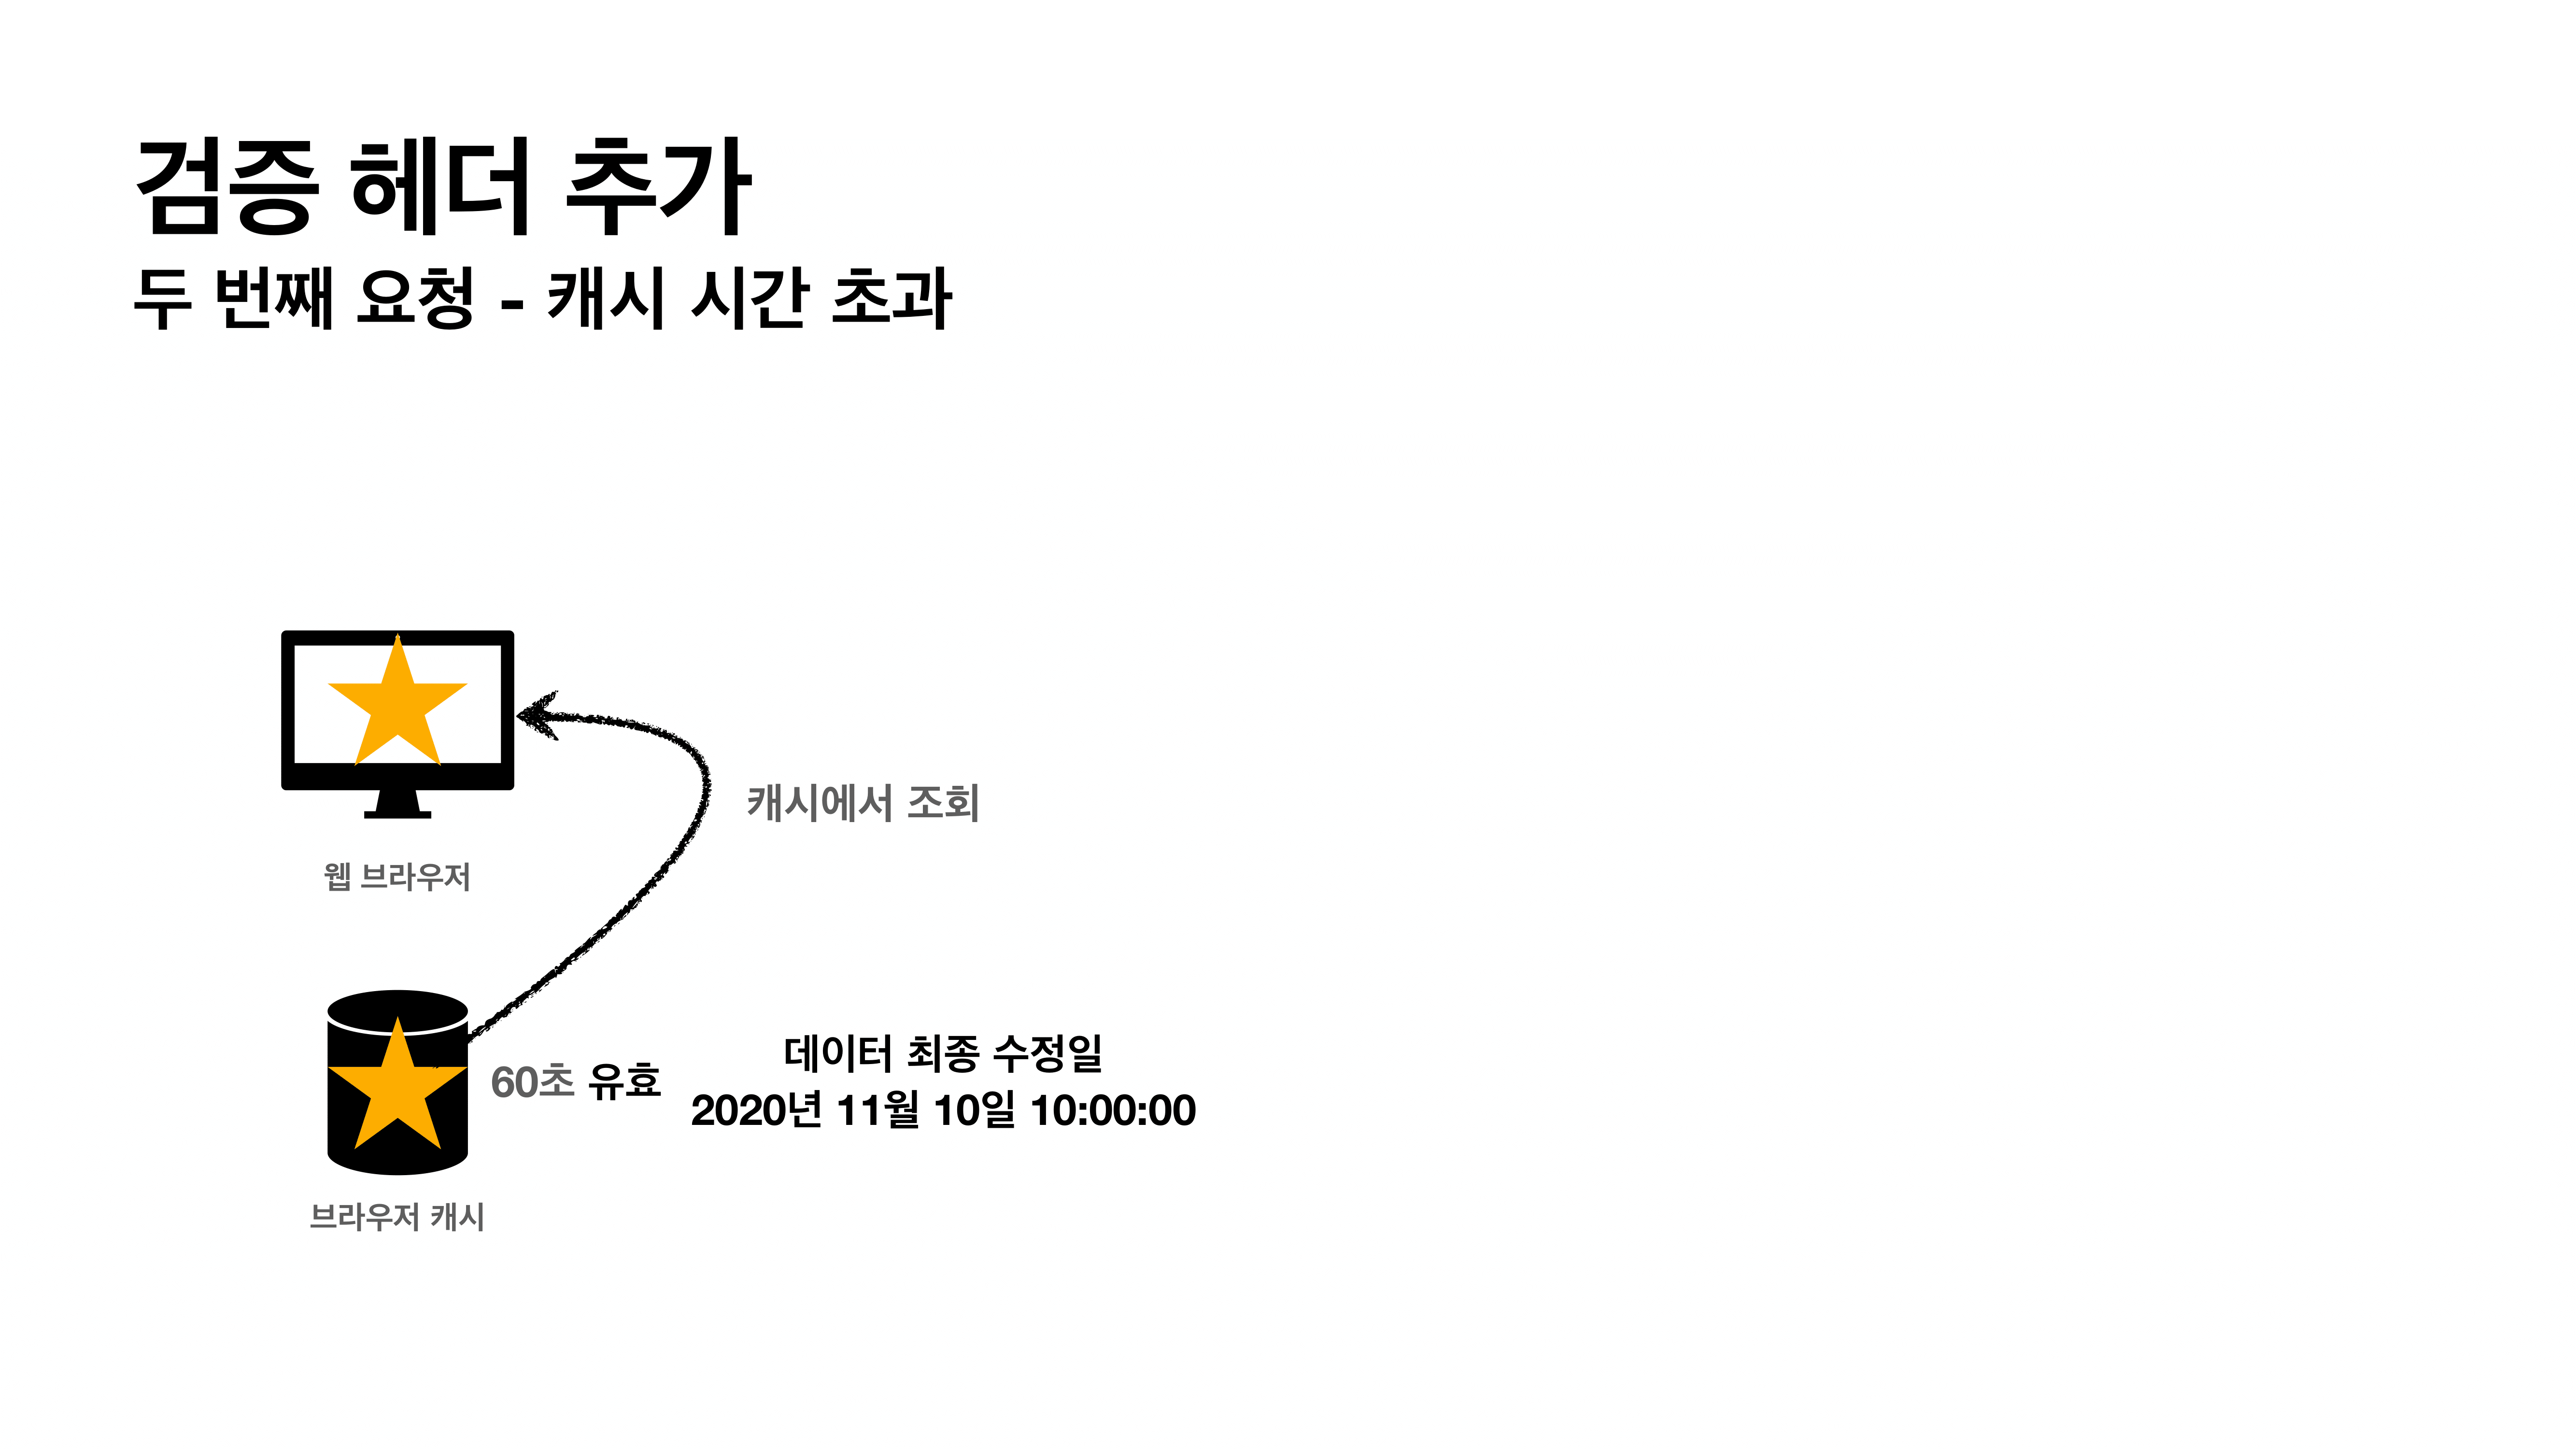 검증 헤더 추가
두 번째 요청 - 캐시 시간 초과
캐시에서 조회
웹 브라우저
60초 유효
데이터 최종 수정일
2020년 11월 10일 10:00:00
브라우저 캐시